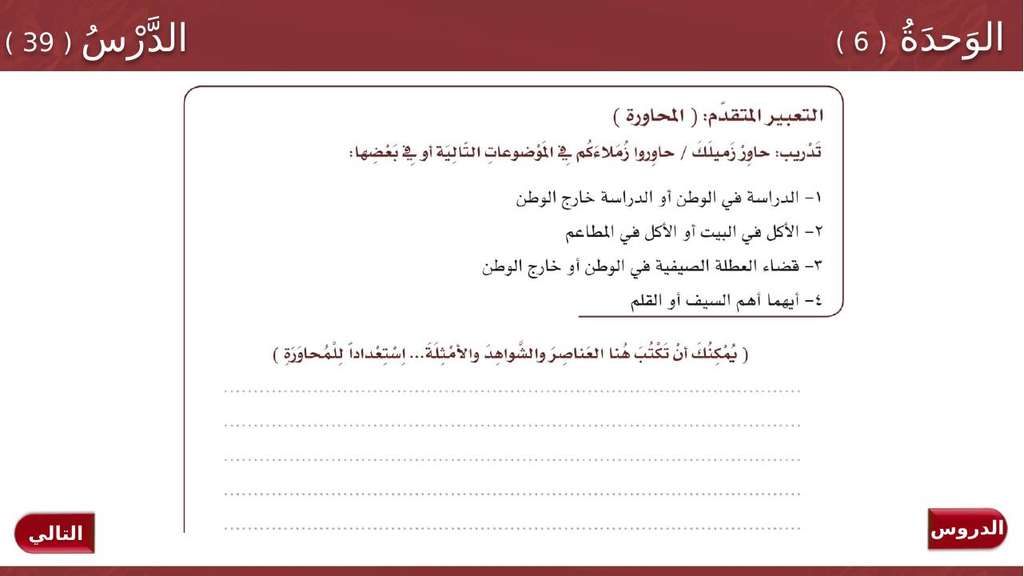 الوَحدَةُ ( 6 )
الدَّرْسُ ( 39 )
التعبير المتقدّم: ( المحاورة )
تَدْريب: حاوِرْ زَميلَكَ / حاوِروا زُمَلاءَكُم في المَوْضوعاتِ التّالِيَة أو في بَعْضِها:
١- الدراسة في الوطن أو الدراسة خارج الوطن
٢- الأكل في البيت أو الأكل في المطاعم
٣- قضاء العطلة الصيفية في الوطن أو خارج الوطن
٤- أيهما أهم السيف أو القلم
( يُمْكِنُكَ أنْ تَكْتُبَ هُنا العَناصِرَ والشَّواهِدَ والأمْثِلَةَ... اسْتِعْداداً لِلْمُحاوَرَةِ )
الدروس
التالي